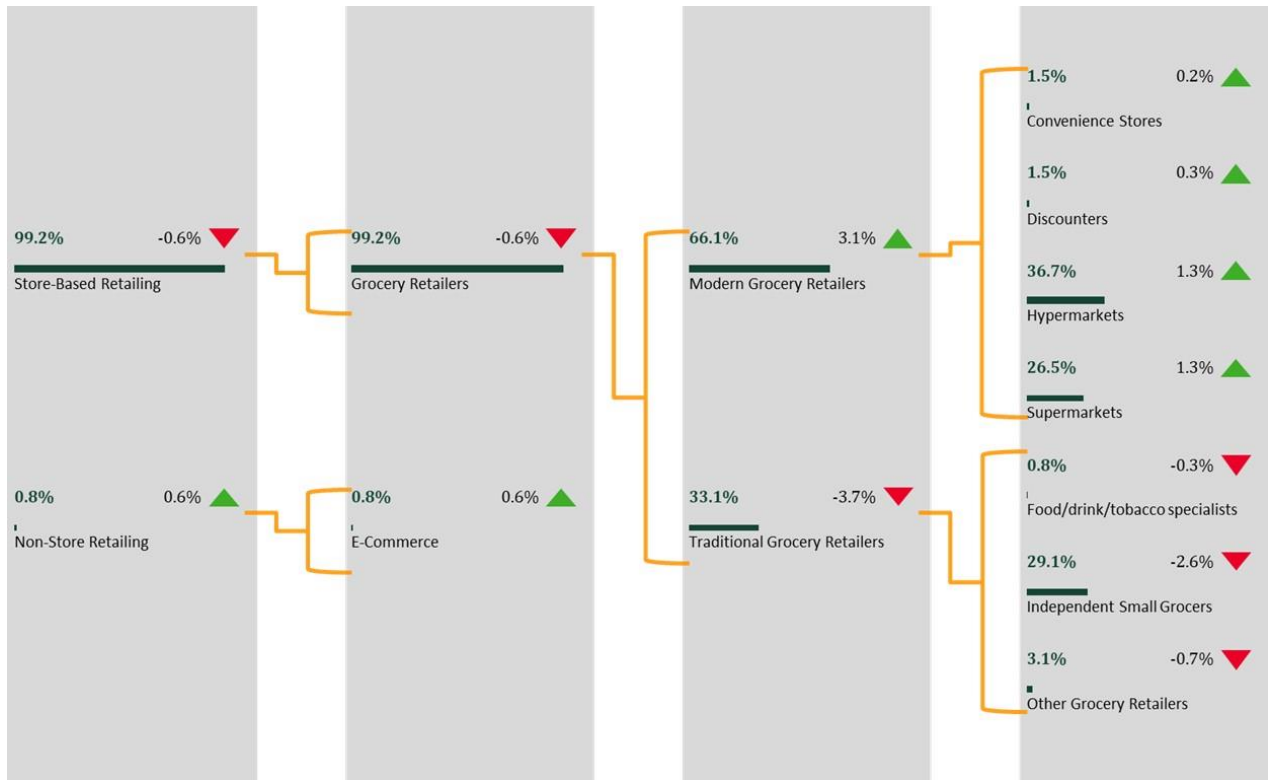 99.2% -0.6%
Store-Based Retailing
0.8% 0.6%
Non-Store Retailing
99.2% -0.6%
Grocery Retailers
0.8% 0.6%
E-Commerce
66.1% 3.1%
Modern Grocery Retailers
33.1% -3.7%
Traditional Grocery Retailers
1.5% 0.2%
Convenience Stores
1.5% 0.3%
Discounters
36.7% 1.3%
Hypermarkets
26.5% 1.3%
Supermarkets
0.8% -0.3%
Food/drink/tobacco specialists
29.1% -2.6%
Independent Small Grocers
3.1% -0.7%
Other Grocery Retailers